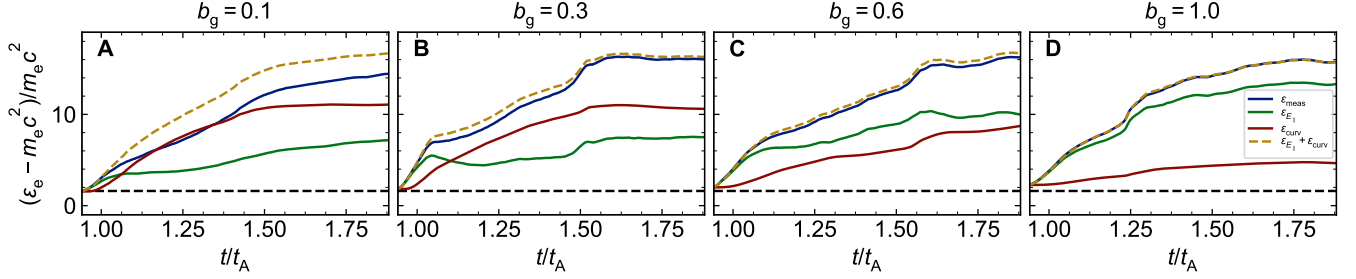 b_g = 0.1 b_g = 0.3 b_g = 0.6 b_g = 1.0
A B C D
(ε_e − m_e c^2)/m_e c^2
10
0
ε_meas
ε_E∥
ε_curv
ε_E∥ + ε_curv
1.00 1.25 1.50 1.75 1.00 1.25 1.50 1.75 1.00 1.25 1.50 1.75 1.00 1.25 1.50 1.75
t/t_A t/t_A t/t_A t/t_A